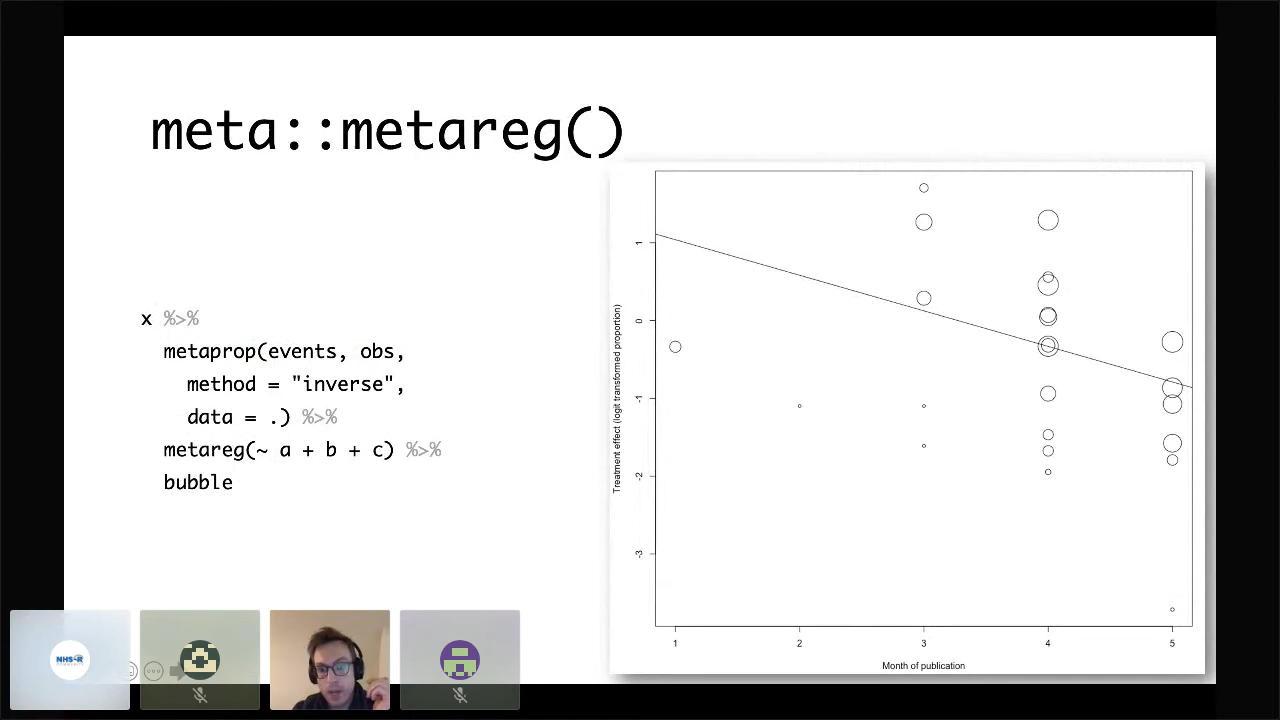 meta::metareg()
x %>%
metaprop(events, obs,
method = "inverse",
data = .) %>%
metareg(~ a + b + c) %>%
bubble
Treatment effect (logit transformed proportion)
1
0
-1
-2
-3
1
2
3
4
5
Month of publication
NHS-R